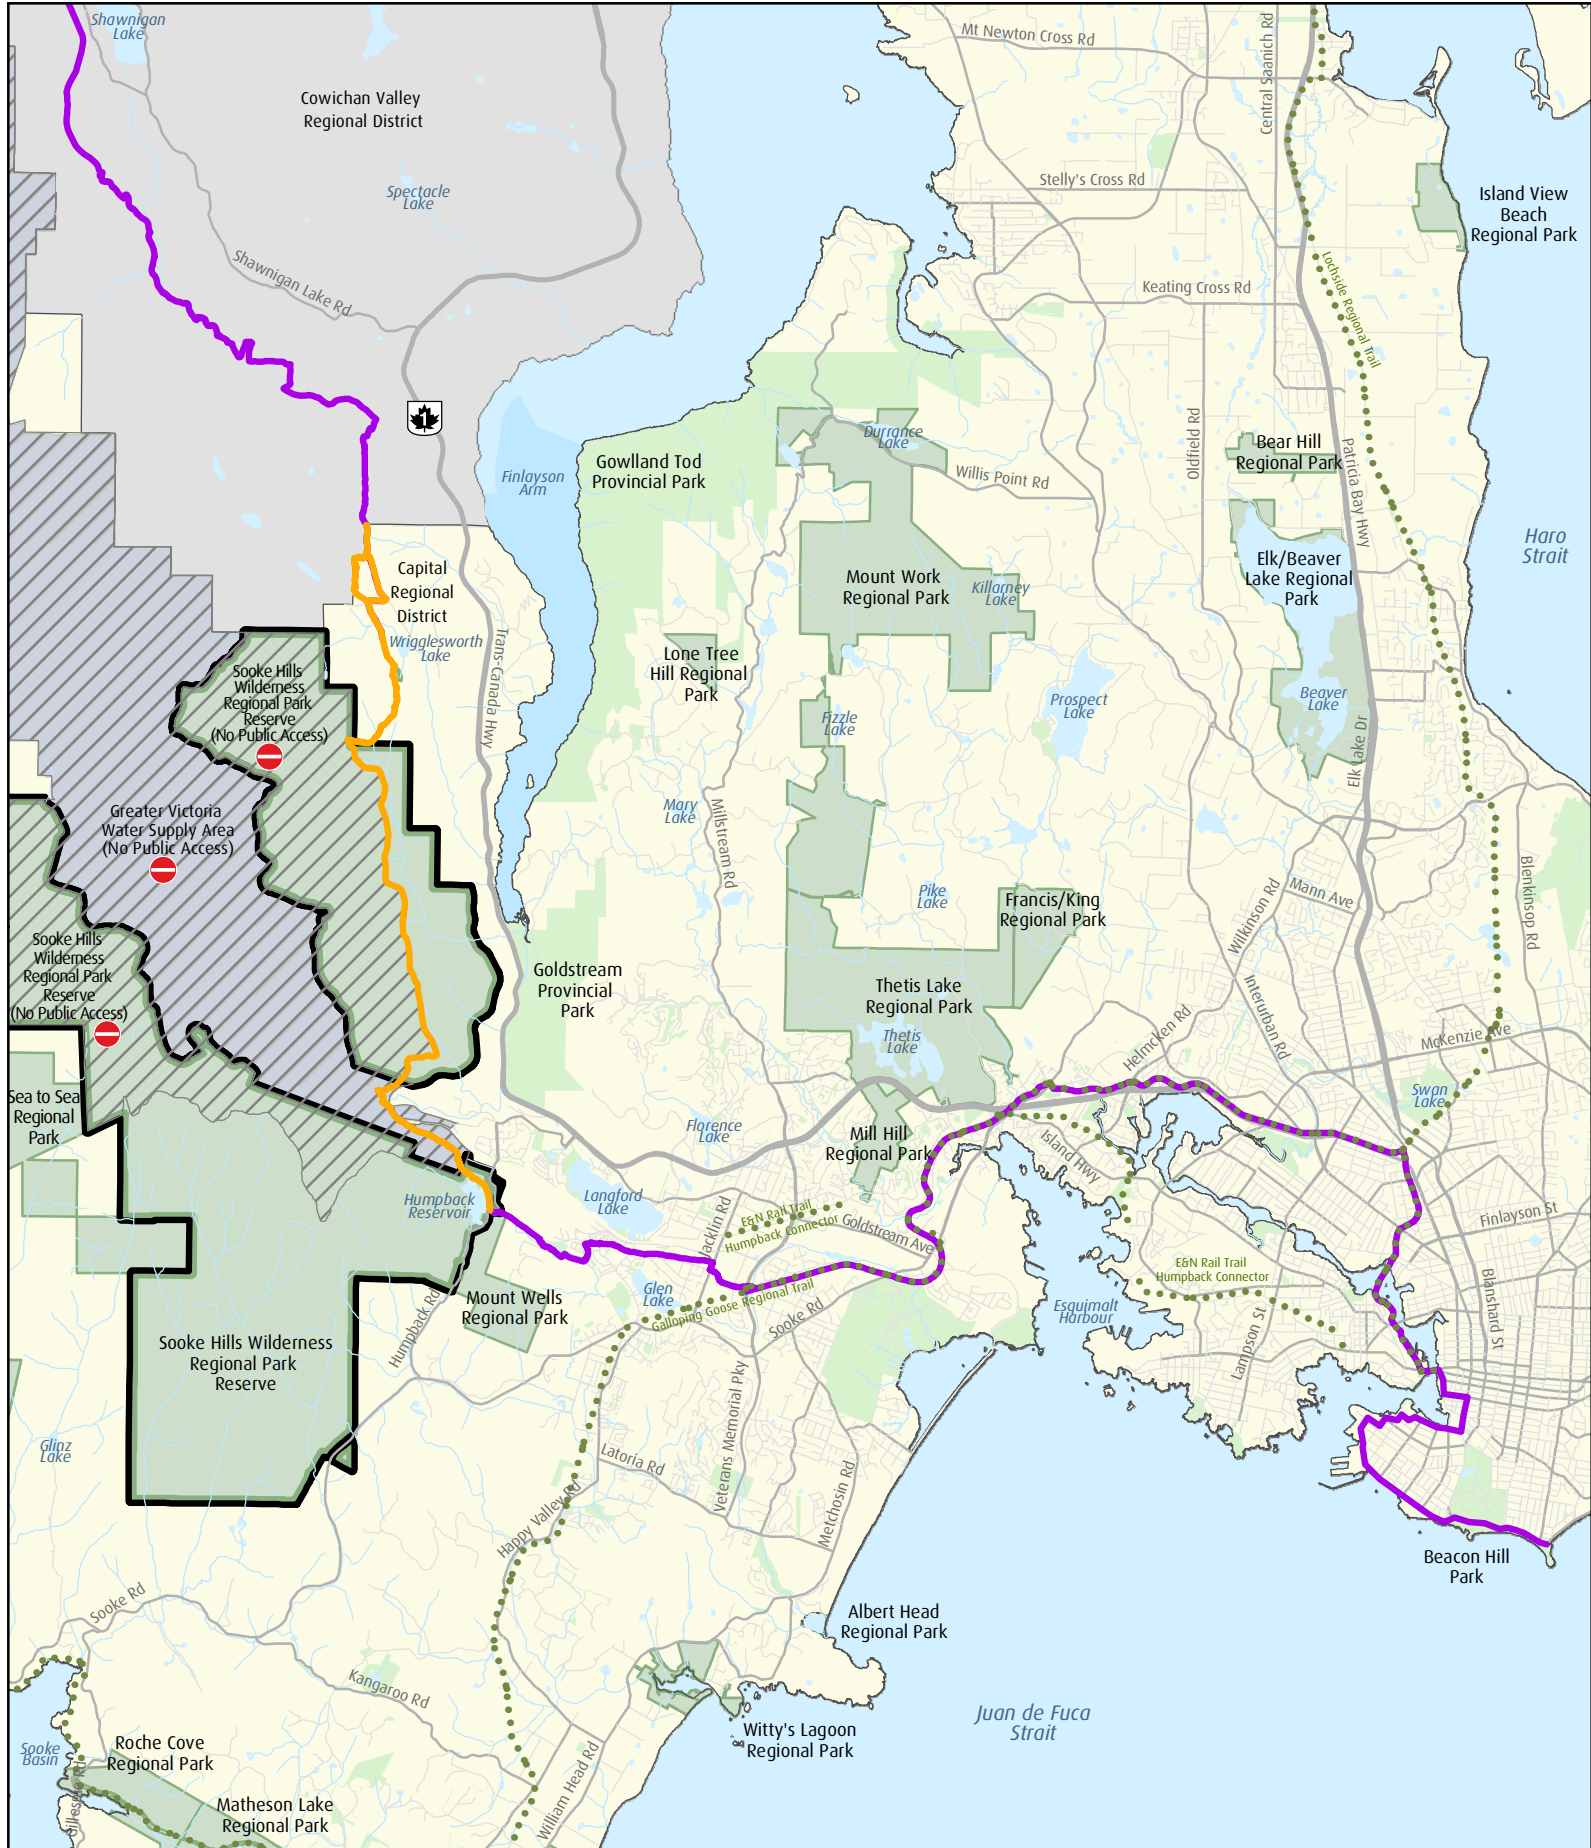 Shawnigan
Lake
Cowichan Valley
Regional District
Spectacle
Lake
Shawnigan Lake Rd
Mt Newton Cross Rd
Central Saanich Rd
Stelly's Cross Rd
Island View
Beach
Regional Park
Keating Cross Rd
Lochside Regional Trail
1
Finlayson
Arm
Gowlland Tod
Provincial Park
Durrance
Lake
Willis Point Rd
Oldfield Rd
Bear Hill
Regional Park
Patricia Bay Hwy
Haro
Strait
Capital
Regional
District
Wrigglesworth
Lake
Trans-Canada Hwy
Mount Work
Regional Park
Killarney
Lake
Elk/Beaver
Lake Regional
Park
Lone Tree
Hill Regional
Park
Fizzle
Lake
Prospect
Lake
Beaver
Lake
Elk Lake Dr
Sooke Hills
Wilderness
Regional Park
Reserve
(No Public Access)
Greater Victoria
Water Supply Area
(No Public Access)
Mary
Lake
Millstream Rd
Pike
Lake
Francis/King
Regional Park
Wilkinson Rd
Mann Ave
Blenkinsop Rd
Sooke Hills
Wilderness
Regional Park
Reserve
(No Public Access)
Goldstream
Provincial
Park
Thetis Lake
Regional Park
Thetis
Lake
Helmcken Rd
Interurban Rd
McKenzie Ave
Swan
Lake
Sea to Sea
Regional
Park
Florence
Lake
Mill Hill
Regional Park
Island Hwy
Humpback
Reservoir
Langford
Lake
Jacklin Rd
E&N Rail Trail
Humpback Connector
Goldstream Ave
Finlayson St
E&N Rail Trail
Humpback Connector
Mount Wells
Regional Park
Glen
Lake
Galloping Goose Regional Trail
Sooke Rd
Esquimalt
Harbour
Lampson St
Blanshard St
Humpback Rd
Sooke Hills Wilderness
Regional Park
Reserve
Glinz
Lake
Latoria Rd
Veterans Memorial Pky
Metchosin Rd
Happy Valley Rd
Beacon Hill
Park
Sooke Rd
Albert Head
Regional Park
Kangaroo Rd
Juan de Fuca
Strait
Witty's Lagoon
Regional Park
William Head Rd
Sooke
Basin
Roche Cove
Regional Park
Gillespie Rd
Matheson Lake
Regional Park